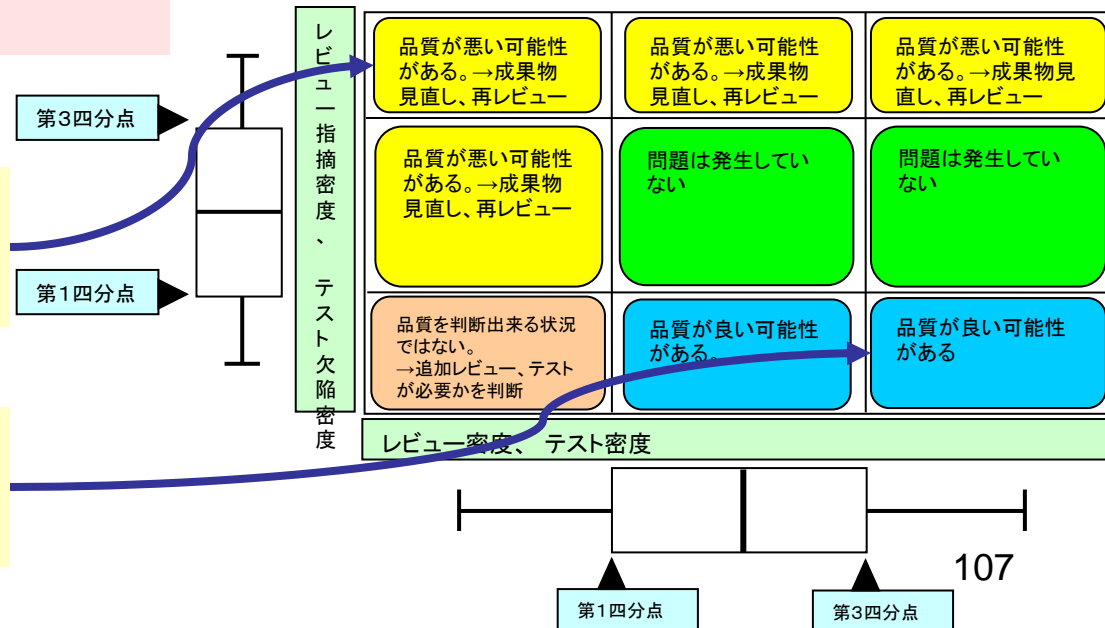 第3四分点
第1四分点
レビュー指摘密度、テスト欠陥密度
品質が悪い可能性
がある。→成果物
見直し、再レビュー
品質が悪い可能性
がある。→成果物
見直し、再レビュー
品質が悪い可能性
がある。→成果物見
直し、再レビュー
品質が悪い可能性
がある。→成果物
見直し、再レビュー
問題は発生してい
ない
問題は発生してい
ない
品質を判断出来る状況
ではない。
→追加レビュー、テスト
が必要かを判断
品質が良い可能性
がある。
品質が良い可能性
がある
レビュー密度、 テスト密度
第1四分点
第3四分点
107